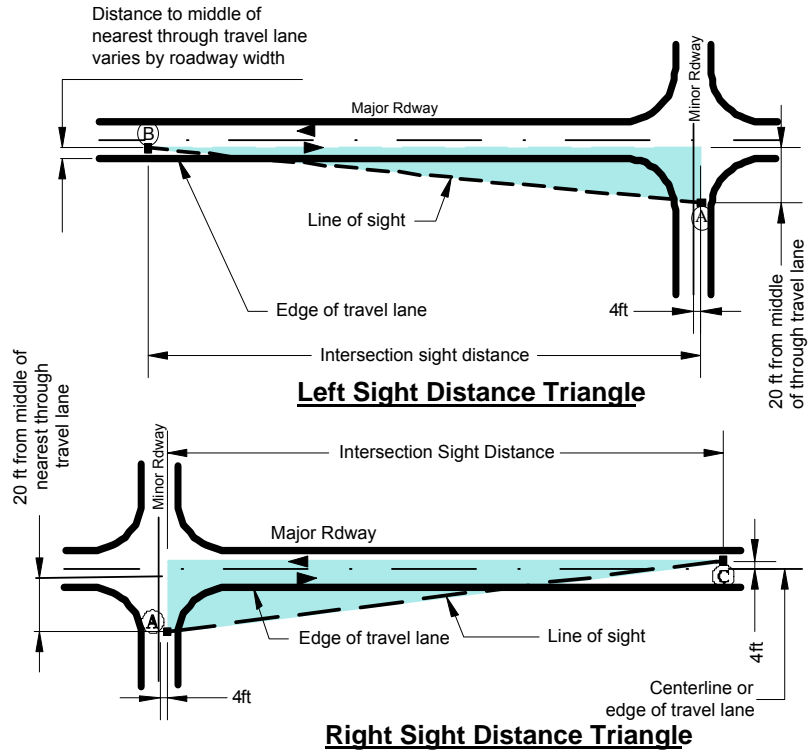 Distance to middle of
nearest through travel lane
varies by roadway width
Major Rdway
Minor Rdway
B
A
Line of sight
Edge of travel lane
4ft
20 ft from middle
of through travel lane
Intersection sight distance
Left Sight Distance Triangle
20 ft from middle of
nearest through
travel lane
Minor Rdway
Intersection Sight Distance
Major Rdway
C
A
Edge of travel lane
Line of sight
4ft
4ft
Centerline or
edge of travel lane
Right Sight Distance Triangle